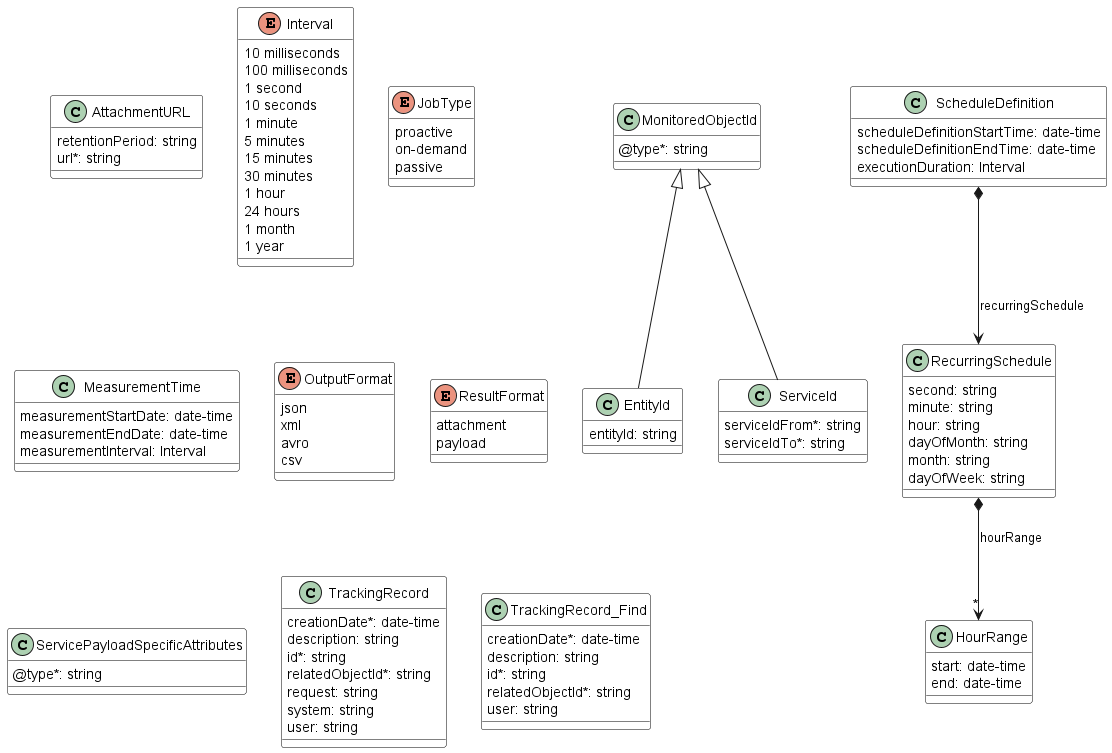 C AttachmentURL
retentionPeriod: string
url*: string
E Interval
10 milliseconds
100 milliseconds
1 second
10 seconds
1 minute
5 minutes
15 minutes
30 minutes
1 hour
24 hours
1 month
1 year
E JobType
proactive
on-demand
passive
C MonitoredObjectId
@type*: string
C ScheduleDefinition
scheduleDefinitionStartTime: date-time
scheduleDefinitionEndTime: date-time
executionDuration: Interval
recurringSchedule
C MeasurementTime
measurementStartDate: date-time
measurementEndDate: date-time
measurementInterval: Interval
E OutputFormat
json
xml
avro
csv
E ResultFormat
attachment
payload
C EntityId
entityId: string
C ServiceId
serviceIdFrom*: string
serviceIdTo*: string
C RecurringSchedule
second: string
minute: string
hour: string
dayOfMonth: string
month: string
dayOfWeek: string
hourRange
*
C ServicePayloadSpecificAttributes
@type*: string
C TrackingRecord
creationDate*: date-time
description: string
id*: string
relatedObjectId*: string
request: string
system: string
user: string
C TrackingRecord_Find
creationDate*: date-time
description: string
id*: string
relatedObjectId*: string
user: string
C HourRange
start: date-time
end: date-time